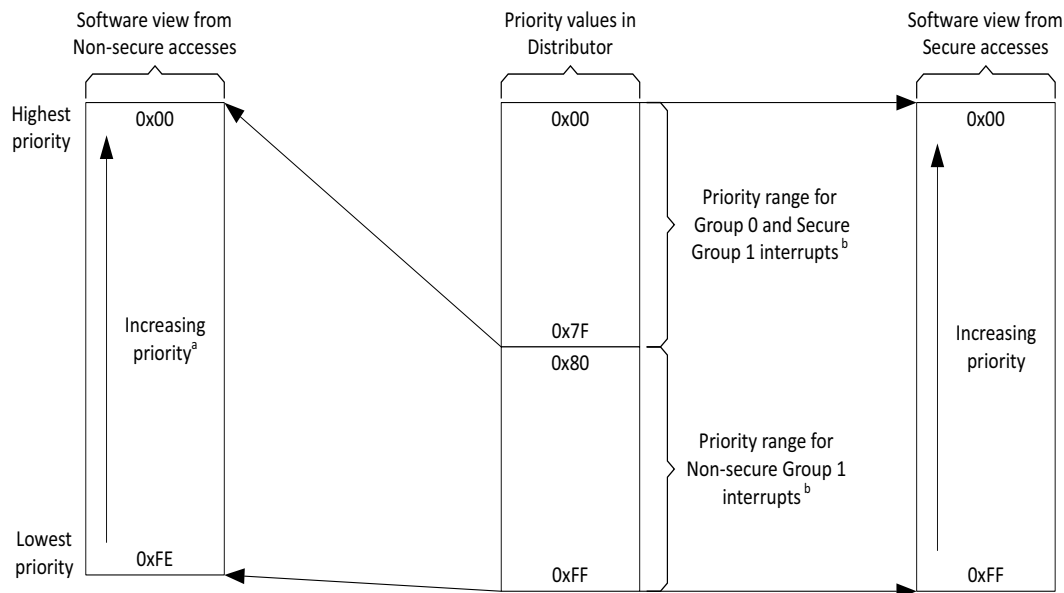 Software view from
Non-secure accesses
Priority values in
Distributor
Software view from
Secure accesses
Highest
priority
0x00
Increasing
priority^a
Lowest
priority
0xFE
0x00
0x7F
0x80
0xFF
Priority range for
Group 0 and Secure
Group 1 interrupts^b
Priority range for
Non-secure Group 1
interrupts^b
0x00
Increasing
priority
0xFF